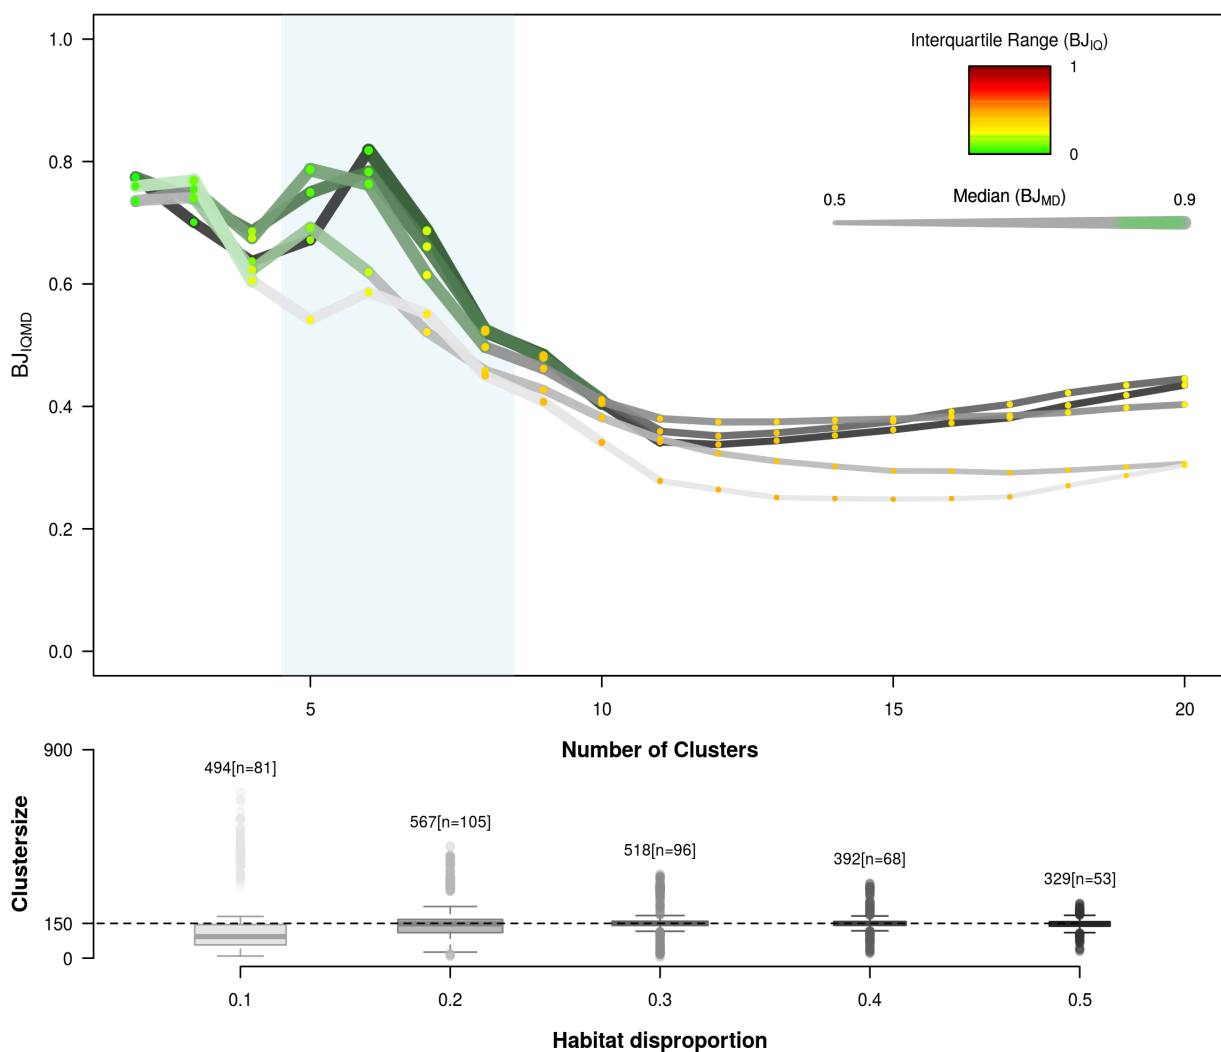 1.0
0.8
0.6
0.4
0.2
0.0
BJIQMD
Interquartile Range (BJIQ)
1
0
Median (BJMD)
0.5
0.9
5
10
15
20
Number of Clusters
900
150
0
Clustersize
494[n=81]
567[n=105]
518[n=96]
392[n=68]
329[n=53]
0.1
0.2
0.3
0.4
0.5
Habitat disproportion